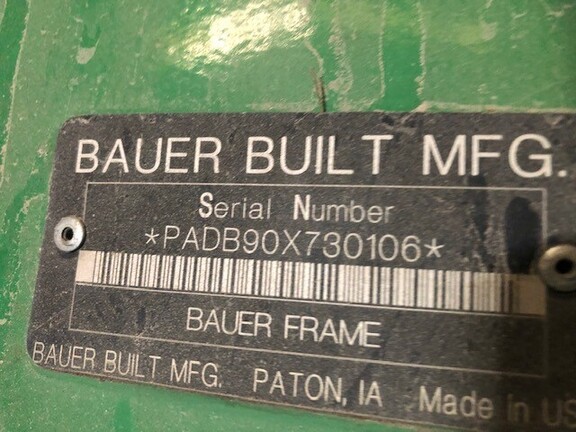 BAUER BUILT MFG.
Serial Number
*PADB90X730106*
BAUER FRAME
BAUER BUILT MFG. PATON, IA Made in US